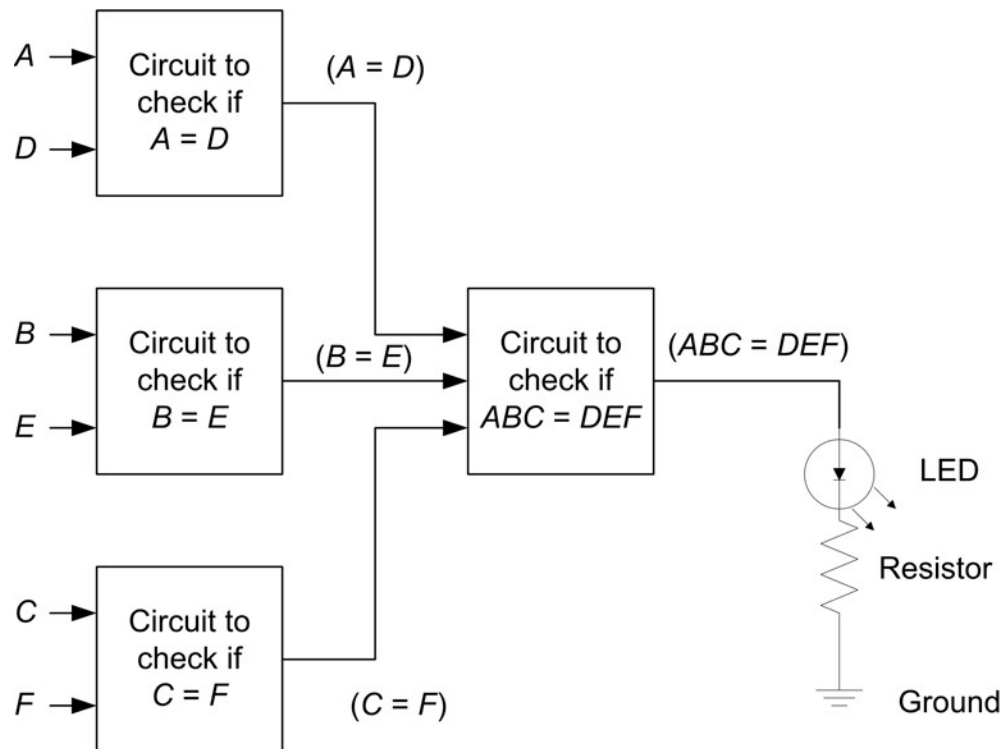 A
D
Circuit to
check if
A = D
(A = D)
B
E
Circuit to
check if
B = E
(B = E)
Circuit to
check if
ABC = DEF
(ABC = DEF)
LED
Resistor
Ground
C
F
Circuit to
check if
C = F
(C = F)